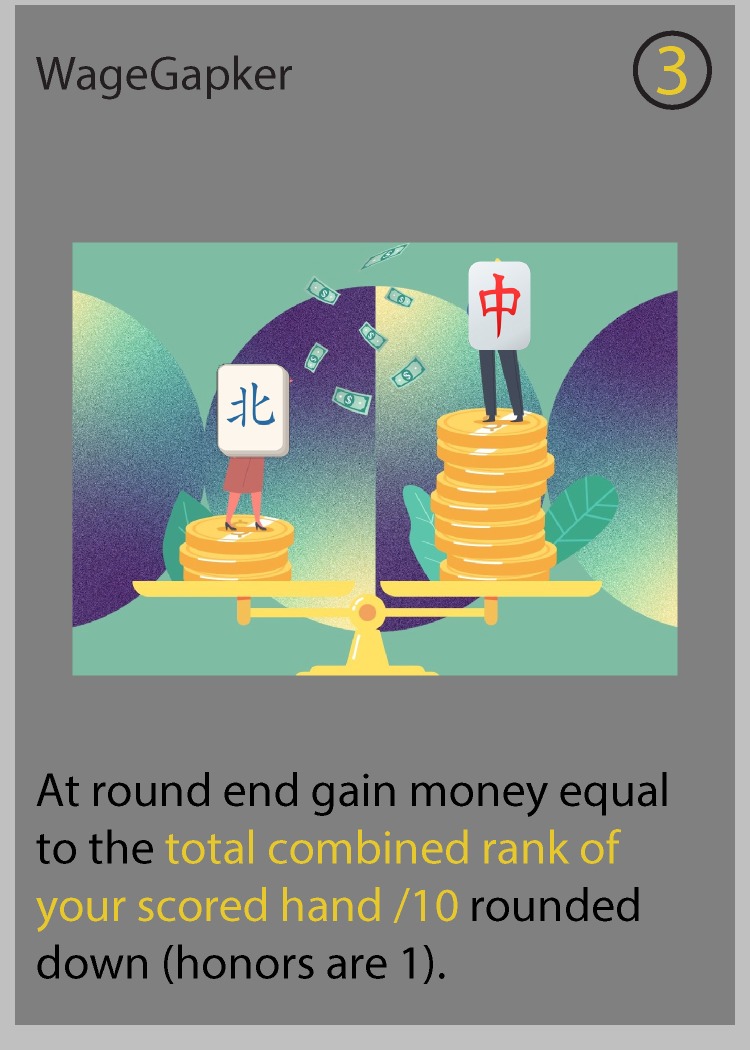 WageGapker
3
中
北
At round end gain money equal
to the total combined rank of
your scored hand /10 rounded
down (honors are 1).